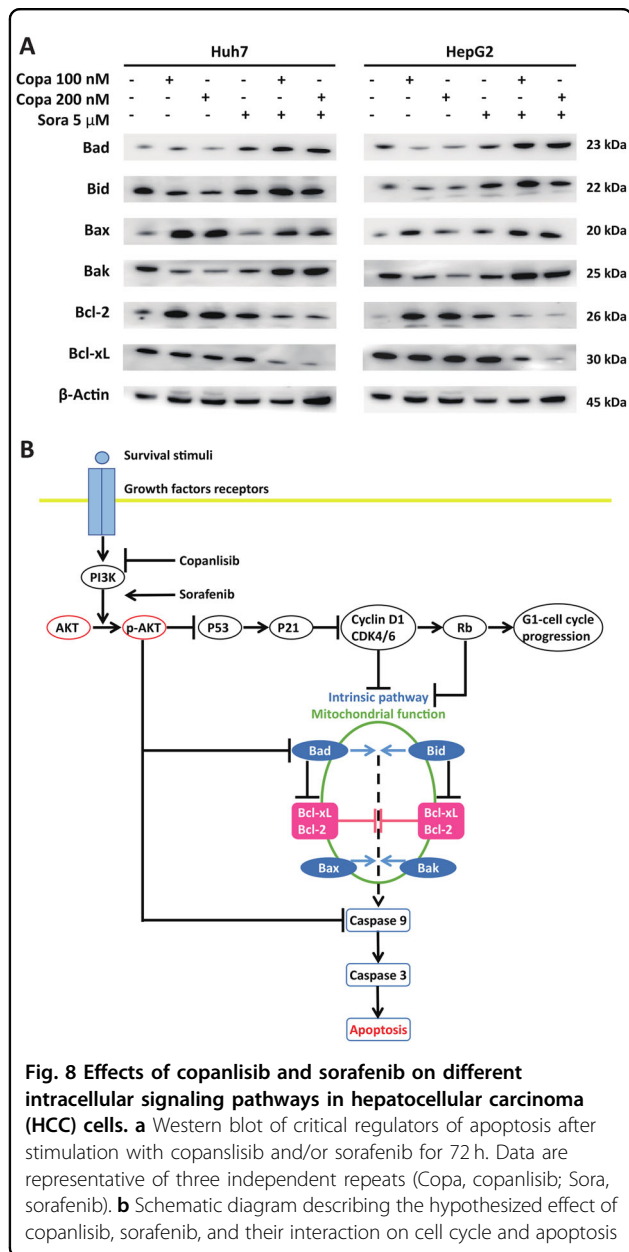 A
Huh7 HepG2
Copa 100 nM - + - - + - - + - - + -
Copa 200 nM - - + - - + - - + - - +
Sora 5 μM - - - + + + - - - + + +
Bad 23 kDa
Bid 22 kDa
Bax 20 kDa
Bak 25 kDa
Bcl-2 26 kDa
Bcl-xL 30 kDa
β-Actin 45 kDa
B
Survival stimuli
Growth factors receptors
Copanlisib
PI3K
Sorafenib
AKT p-AKT P53 P21 Cyclin D1 Rb G1-cell cycle
CDK4/6 progression
Intrinsic pathway
Mitochondrial function
Bad Bid
Bcl-xL Bcl-xL
Bcl-2 Bcl-2
Bax Bak
Caspase 9
Caspase 3
Apoptosis
Fig. 8 Effects of copanlisib and sorafenib on different
intracellular signaling pathways in hepatocellular carcinoma
(HCC) cells. a Western blot of critical regulators of apoptosis after
stimulation with copanslisib and/or sorafenib for 72 h. Data are
representative of three independent repeats (Copa, copanlisib; Sora,
sorafenib). b Schematic diagram describing the hypothesized effect of
copanlisib, sorafenib, and their interaction on cell cycle and apoptosis